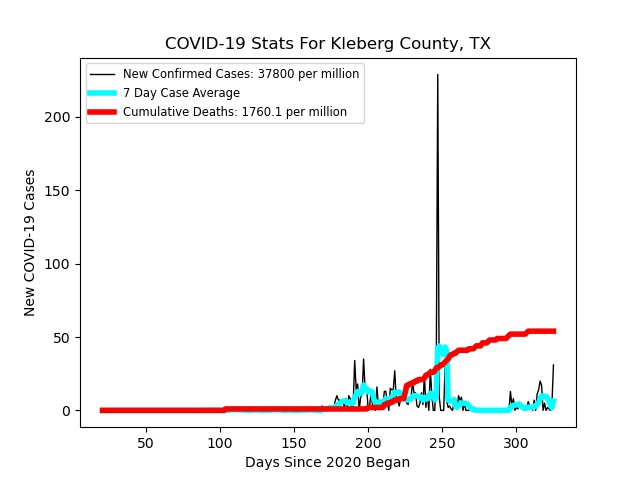 COVID-19 Stats For Kleberg County, TX
New Confirmed Cases: 37800 per million
7 Day Case Average
Cumulative Deaths: 1760.1 per million
New COVID-19 Cases
200
150
100
50
0
50 100 150 200 250 300
Days Since 2020 Began